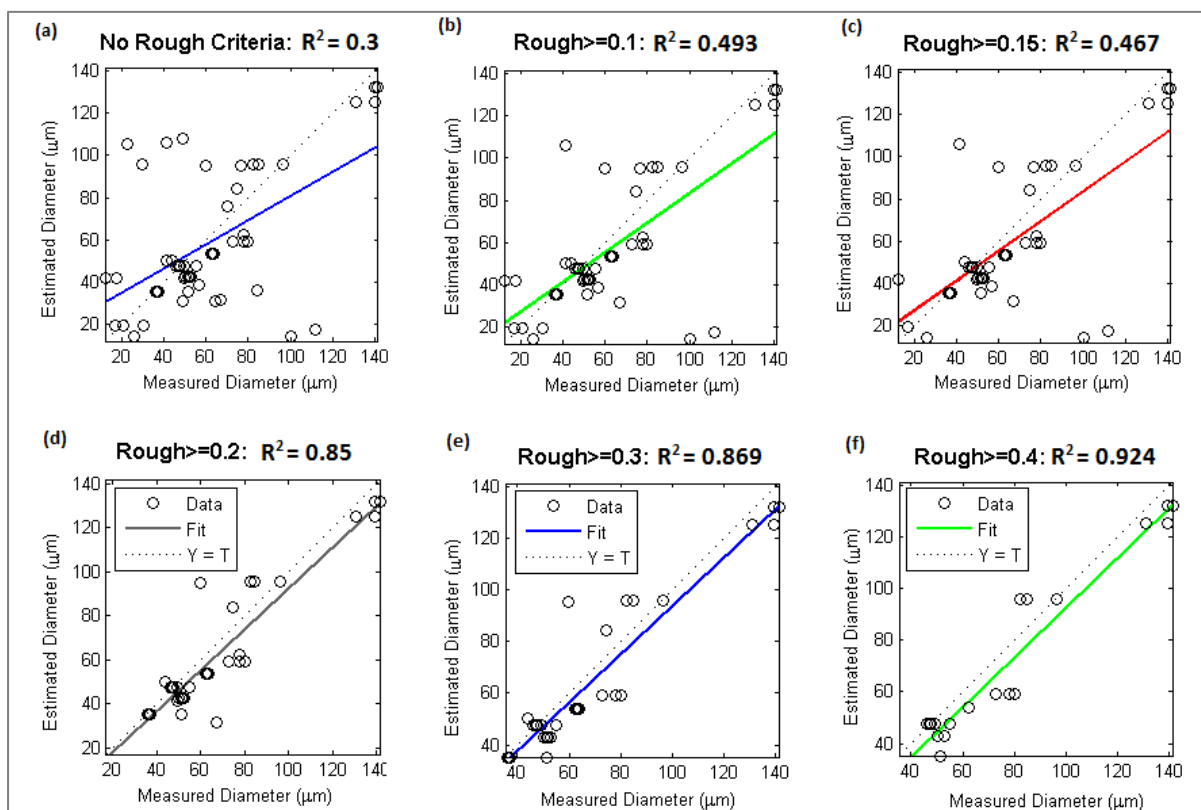 (a)
No Rough Criteria: R² = 0.3
Estimated Diameter (μm)
140
120
100
80
60
40
20
20 40 60 80 100 120 140
Measured Diameter (μm)
(b)
Rough>=0.1: R² = 0.493
Estimated Diameter (μm)
140
120
100
80
60
40
20
20 40 60 80 100 120 140
Measured Diameter (μm)
(c)
Rough>=0.15: R² = 0.467
Estimated Diameter (μm)
140
120
100
80
60
40
20
20 40 60 80 100 120 140
Measured Diameter (μm)
(d)
Rough>=0.2: R² = 0.85
Data
Fit
Y = T
Estimated Diameter (μm)
140
120
100
80
60
40
20
20 40 60 80 100 120 140
Measured Diameter (μm)
(e)
Rough>=0.3: R² = 0.869
Data
Fit
Y = T
Estimated Diameter (μm)
140
120
100
80
60
40
40 60 80 100 120 140
Measured Diameter (μm)
(f)
Rough>=0.4: R² = 0.924
Data
Fit
Y = T
Estimated Diameter (μm)
140
120
100
80
60
40
40 60 80 100 120 140
Measured Diameter (μm)